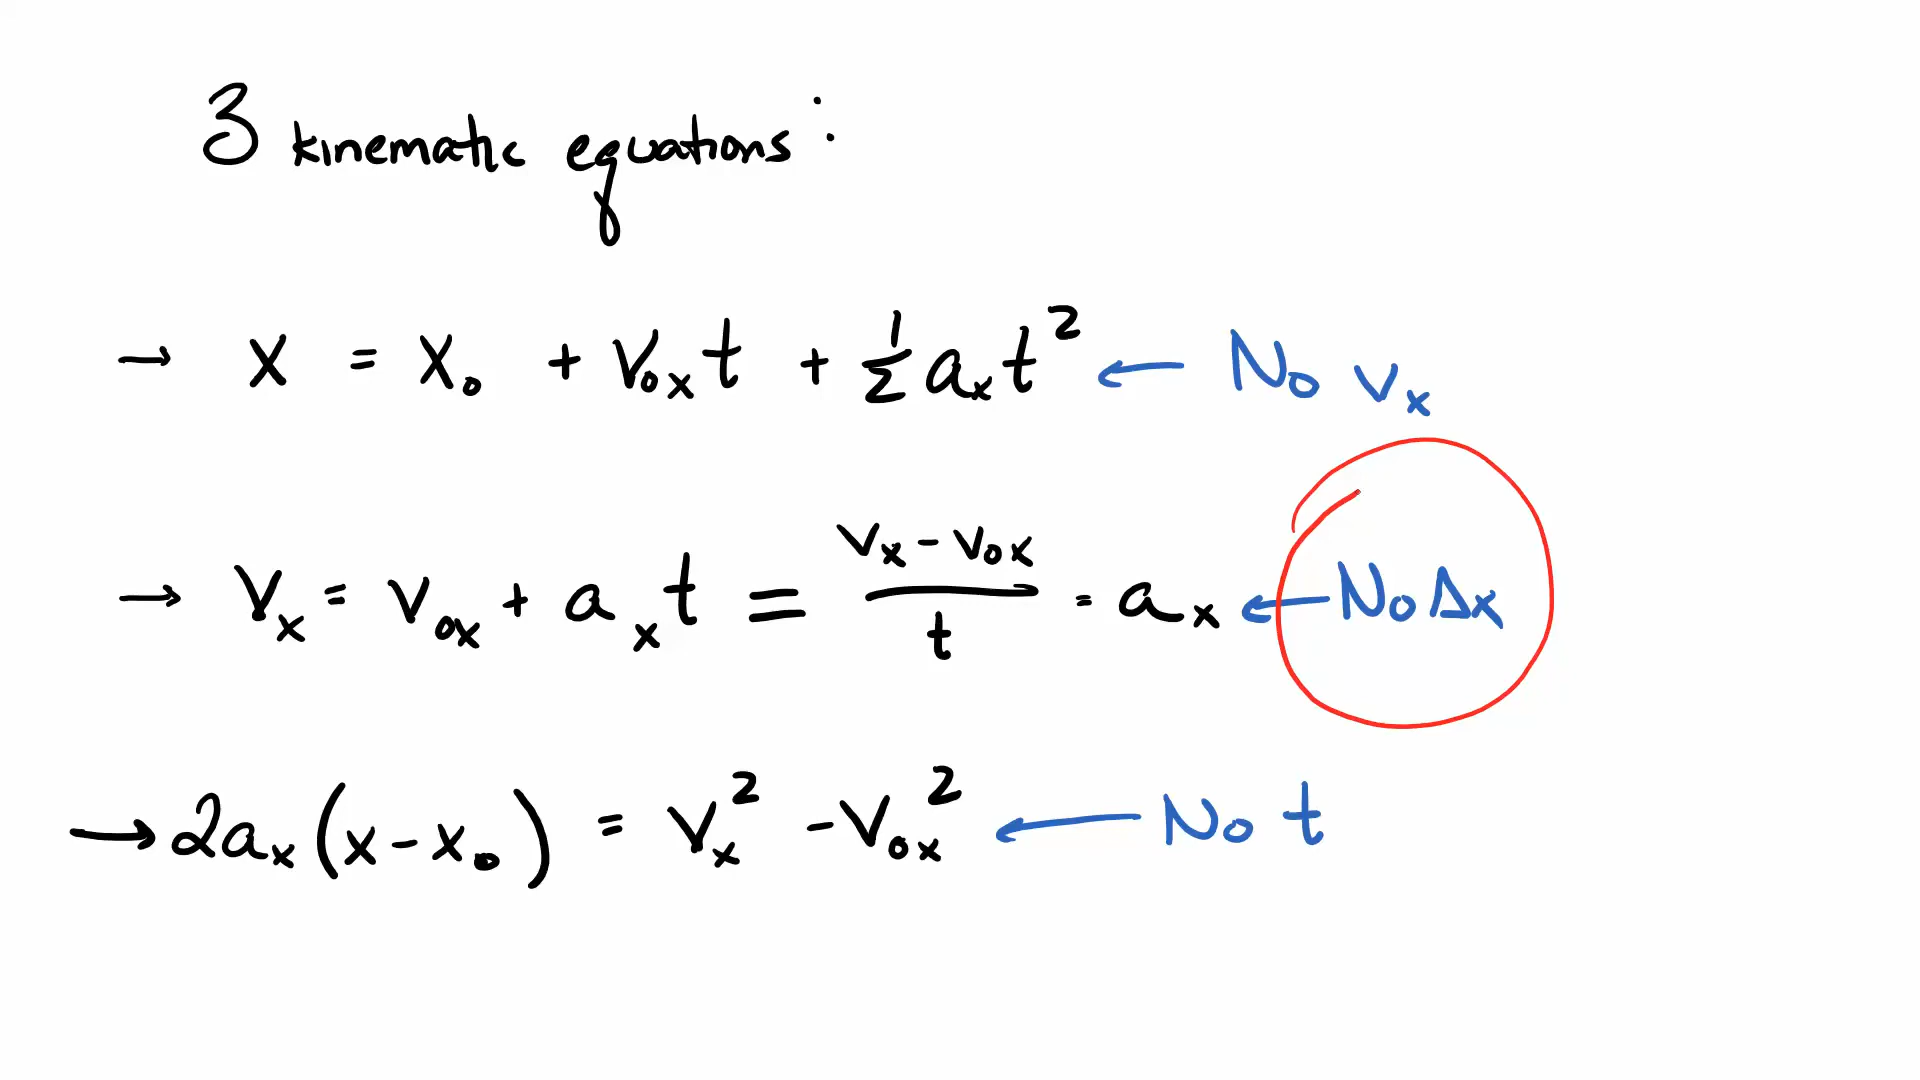 3 kinematic equations:
→ x = x₀ + v₀ₓt + ½aₓt² ← No vₓ
→ vₓ = v₀ₓ + aₓt = (vₓ - v₀ₓ)/t = aₓ ← No Δx
→ 2aₓ(x - x₀) = vₓ² - v₀ₓ² ← No t